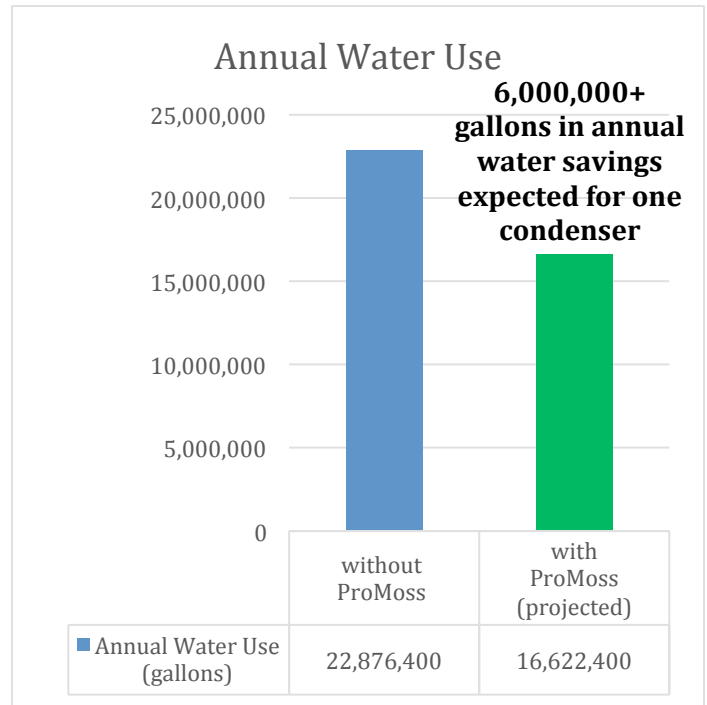 Annual Water Use
6,000,000+
gallons in annual
water savings
expected for one
condenser
25,000,000
20,000,000
15,000,000
10,000,000
5,000,000
0
without
ProMoss
with
ProMoss
(projected)
Annual Water Use
(gallons)
22,876,400
16,622,400